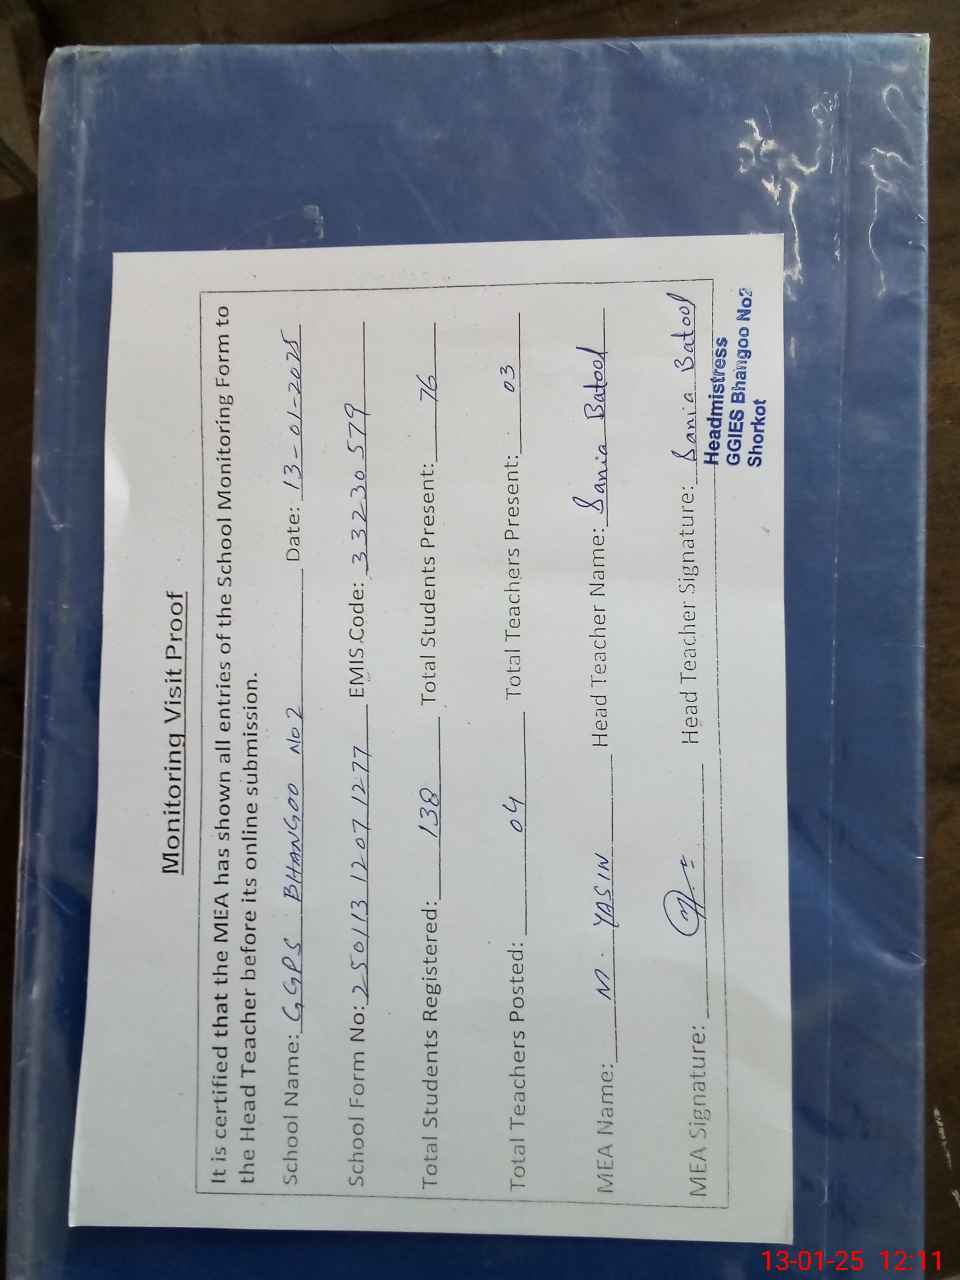 Monitoring Visit Proof
It is certified that the MEA has shown all entries of the School Monitoring Form to
the Head Teacher before its online submission.
School Name: GGPS BHANGOO No 2 Date: 13-01-2025
School Form No: 250113 1207 1277 EMIS Code: 33230579
Total Students Registered: 138 Total Students Present: 76
Total Teachers Posted: 04 Total Teachers Present: 03
MEA Name: M. YASIN Head Teacher Name: Sania Batool
MEA Signature: Head Teacher Signature: Sania Batool
Headmistress
GGIES Bhangoo No2
Shorkot
13-01-25 12:11